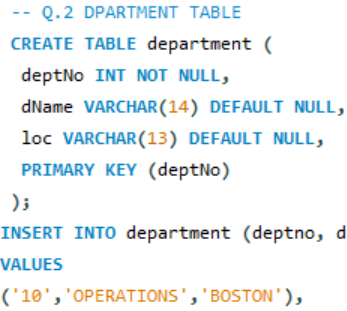 -- Q.2 DPARTMENT TABLE
CREATE TABLE department (
deptNo INT NOT NULL,
dName VARCHAR(14) DEFAULT NULL,
loc VARCHAR(13) DEFAULT NULL,
PRIMARY KEY (deptNo)
);
INSERT INTO department (deptno, d
VALUES
('10','OPERATIONS','BOSTON'),